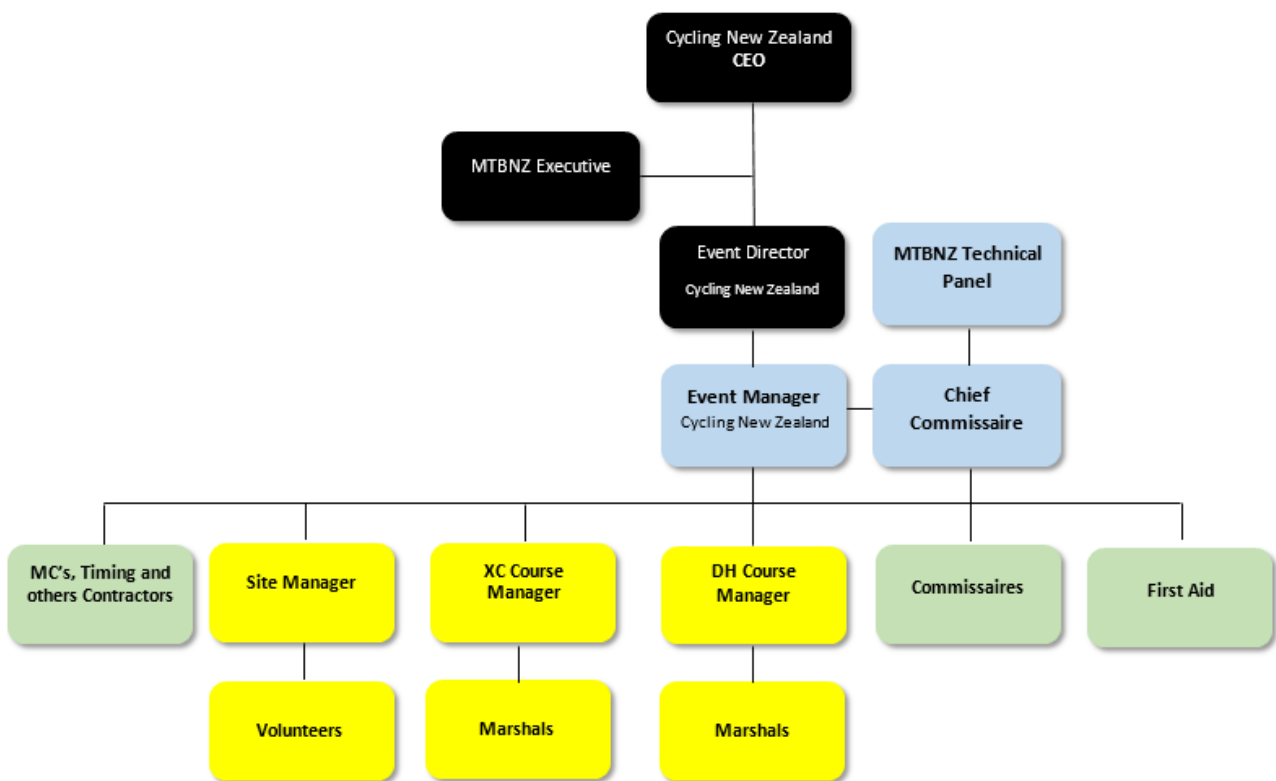 Cycling New Zealand
CEO
MTBNZ Executive
Event Director
Cycling New Zealand
MTBNZ Technical
Panel
Event Manager
Cycling New Zealand
Chief
Commissaire
MC's, Timing and
others Contractors
Site Manager
XC Course
Manager
DH Course
Manager
Commissaires
First Aid
Volunteers
Marshals
Marshals